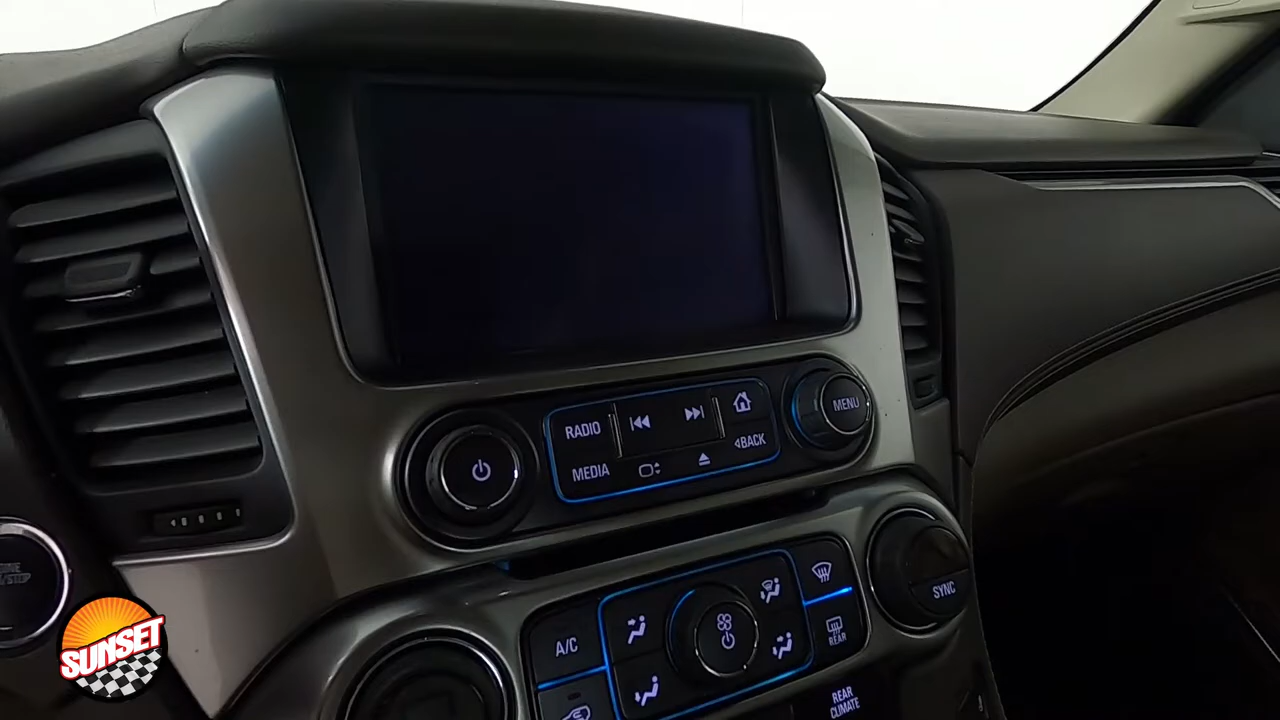 RADIO
MEDIA
BACK
MENU
SYNC
A/C
REAR
REAR
CLIMATE
SUNSET